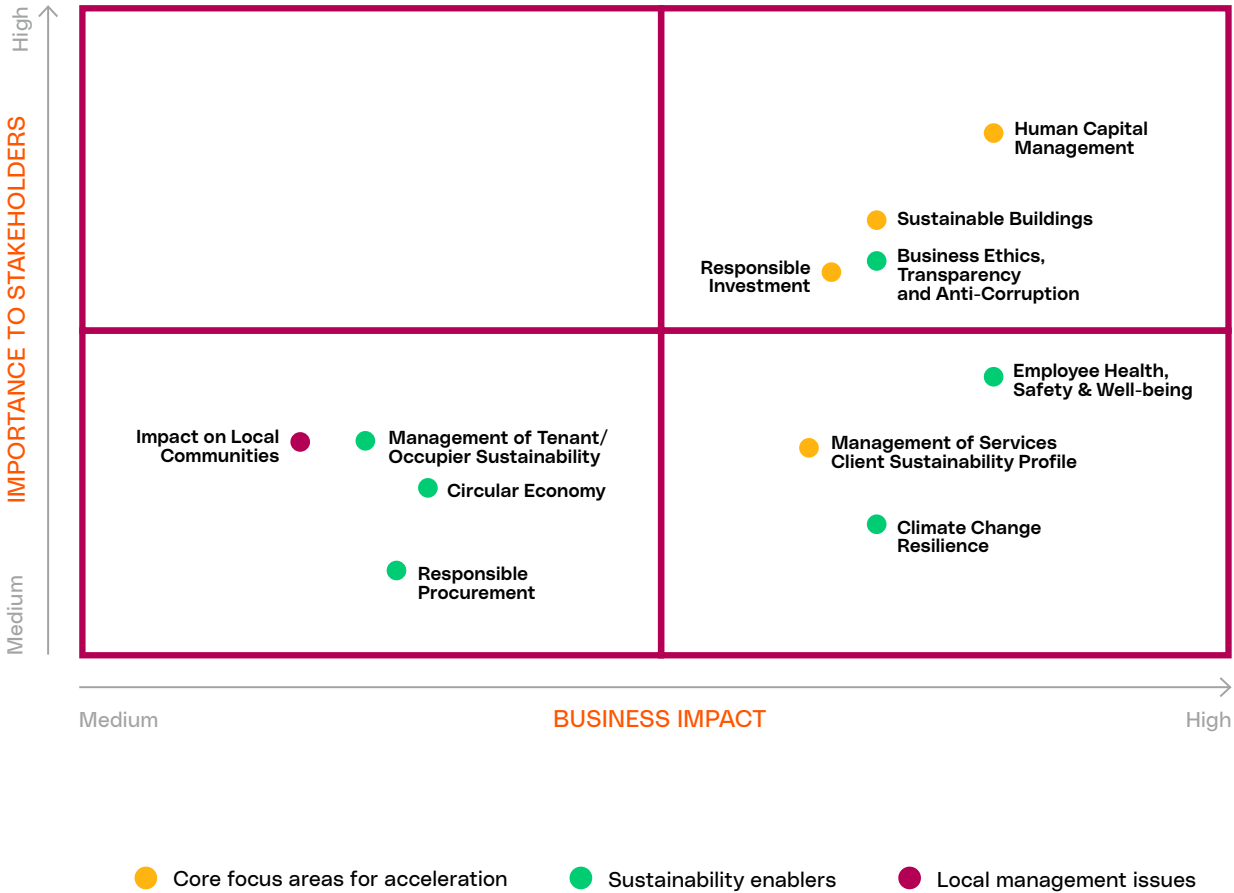 High
IMPORTANCE TO STAKEHOLDERS
Medium
Human Capital
Management
Sustainable Buildings
Business Ethics,
Transparency
and Anti-Corruption
Responsible
Investment
Employee Health,
Safety & Well-being
Impact on Local
Communities
Management of Tenant/
Occupier Sustainability
Management of Services
Client Sustainability Profile
Circular Economy
Climate Change
Resilience
Responsible
Procurement
Medium
BUSINESS IMPACT
High
Core focus areas for acceleration
Sustainability enablers
Local management issues